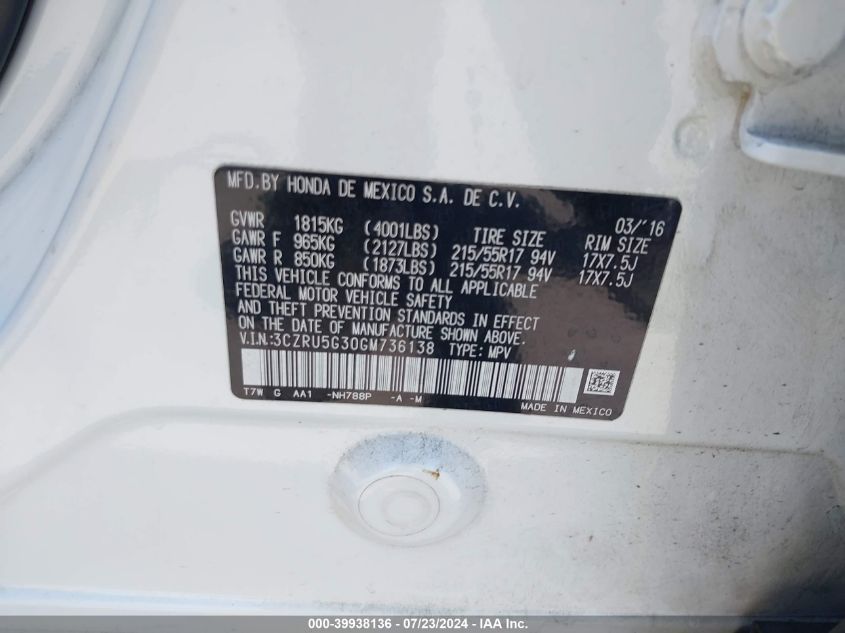 MFD.BY HONDA DE MEXICO S.A. DE C.V.
03/'16
GVWR 1815KG (4001LBS) TIRE SIZE RIM SIZE
GAWR F 965KG (2127LBS) 215/55R17 94V 17X7.5J
GAWR R 850KG (1873LBS) 215/55R17 94V 17X7.5J
THIS VEHICLE CONFORMS TO ALL APPLICABLE
FEDERAL MOTOR VEHICLE SAFETY
AND THEFT PREVENTION STANDARDS IN EFFECT
ON THE DATE OF MANUFACTURE SHOWN ABOVE.
V.I.N:3CZRU5G30GM736138 TYPE: MPV
T7W G AA1 -NH788P -A -M
MADE IN MEXICO
000-39938136 - 07/23/2024 - IAA Inc.